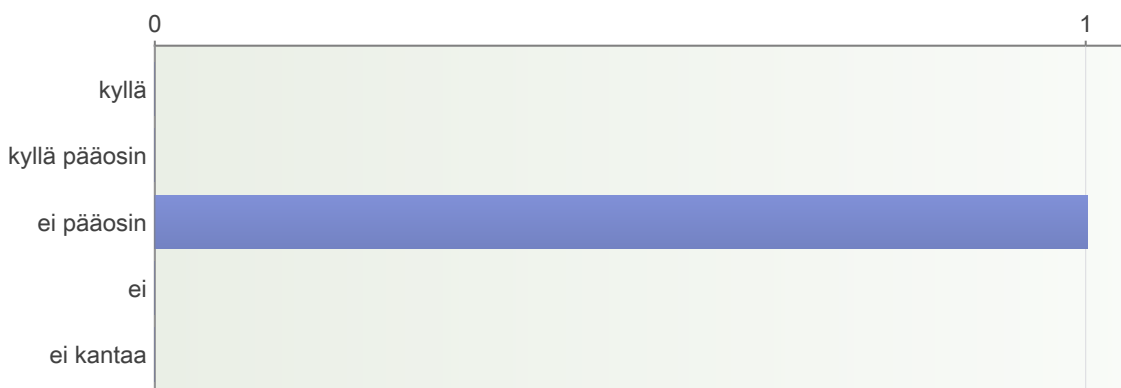 0 1
kyllä
kyllä pääosin
ei pääosin
ei
ei kantaa